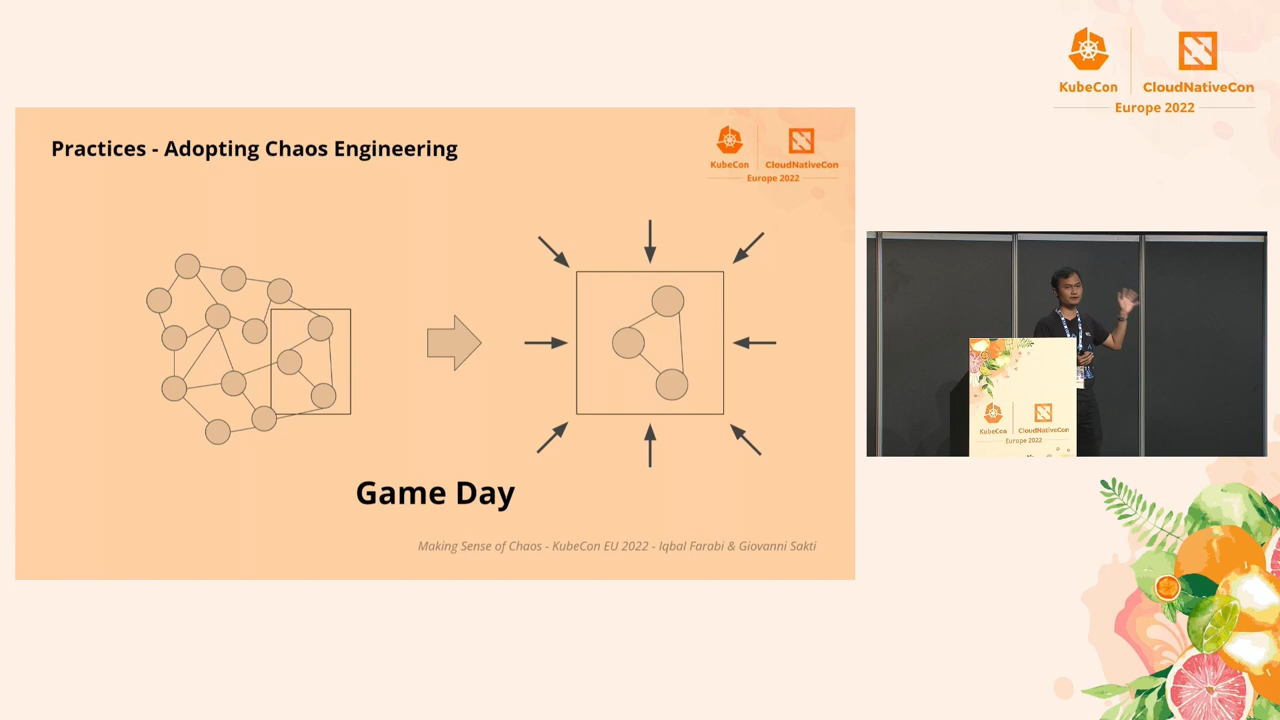 KubeCon
CloudNativeCon
Europe 2022
Practices - Adopting Chaos Engineering
KubeCon
CloudNativeCon
Europe 2022
Game Day
Making Sense of Chaos - KubeCon EU 2022 - Iqbal Farabi & Giovanni Sakti
KubeCon
CloudNativeCon
Europe 2022